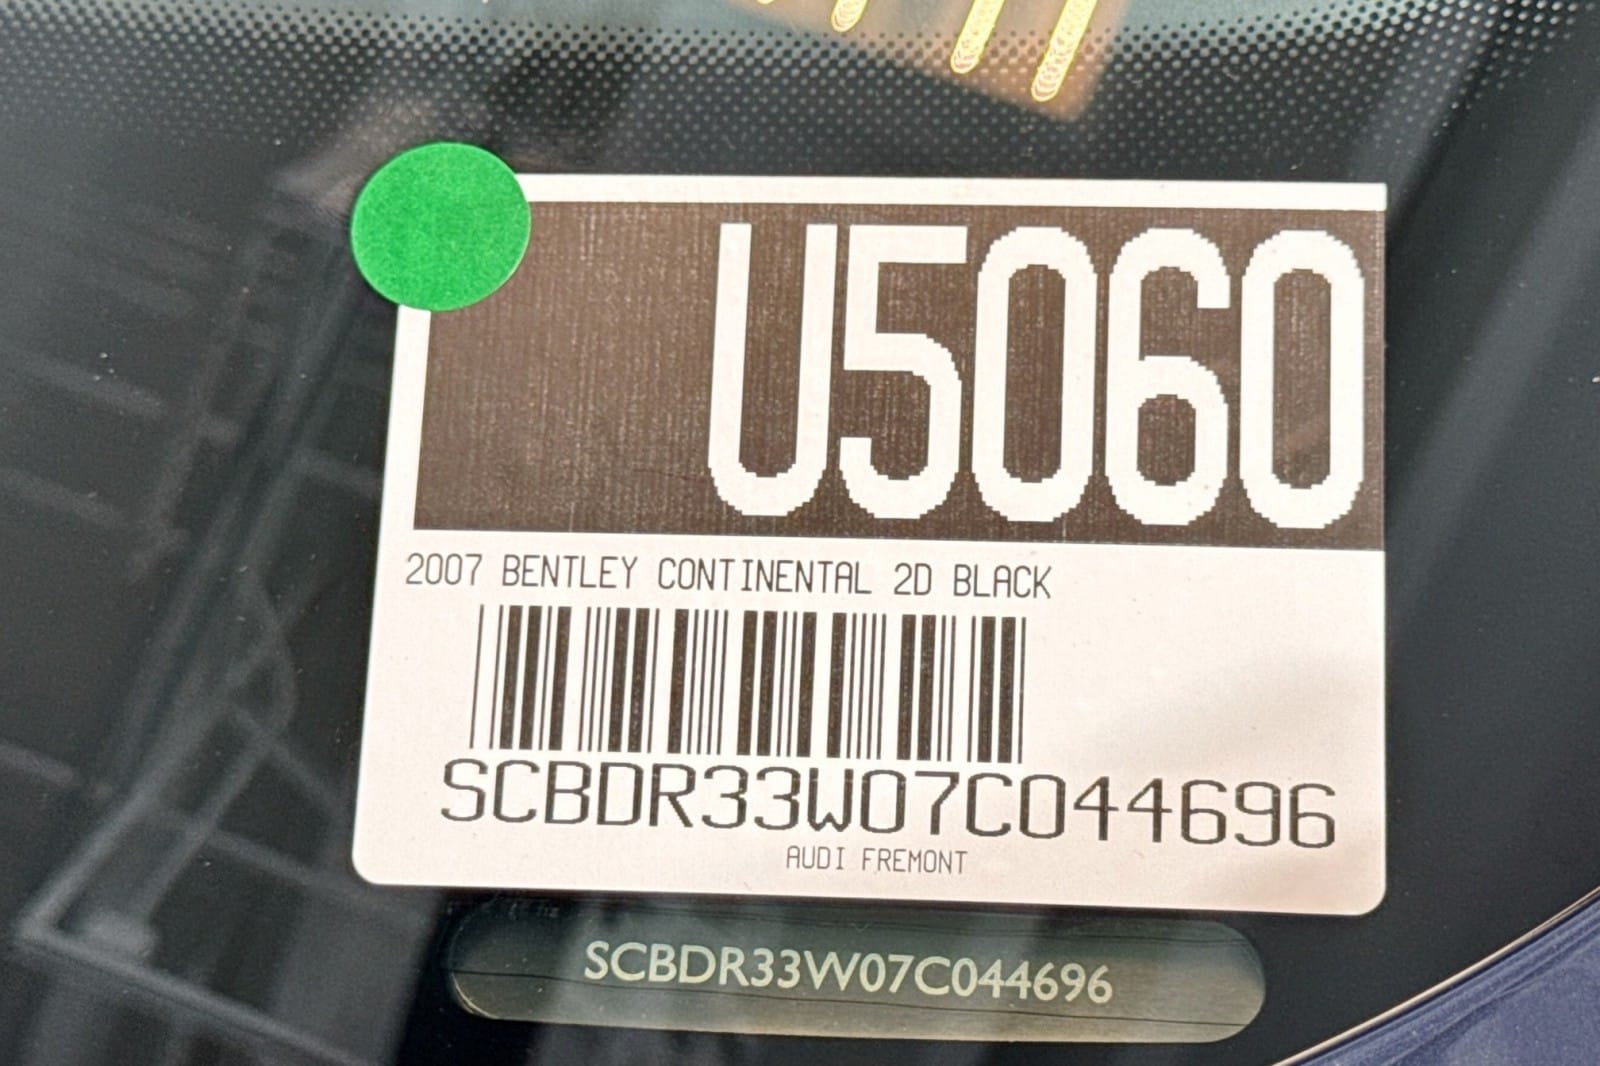 U5060
2007 BENTLEY CONTINENTAL 2D BLACK
SCBDR33W07C044696
AUDI FREMONT
SCBDR33W07C044696